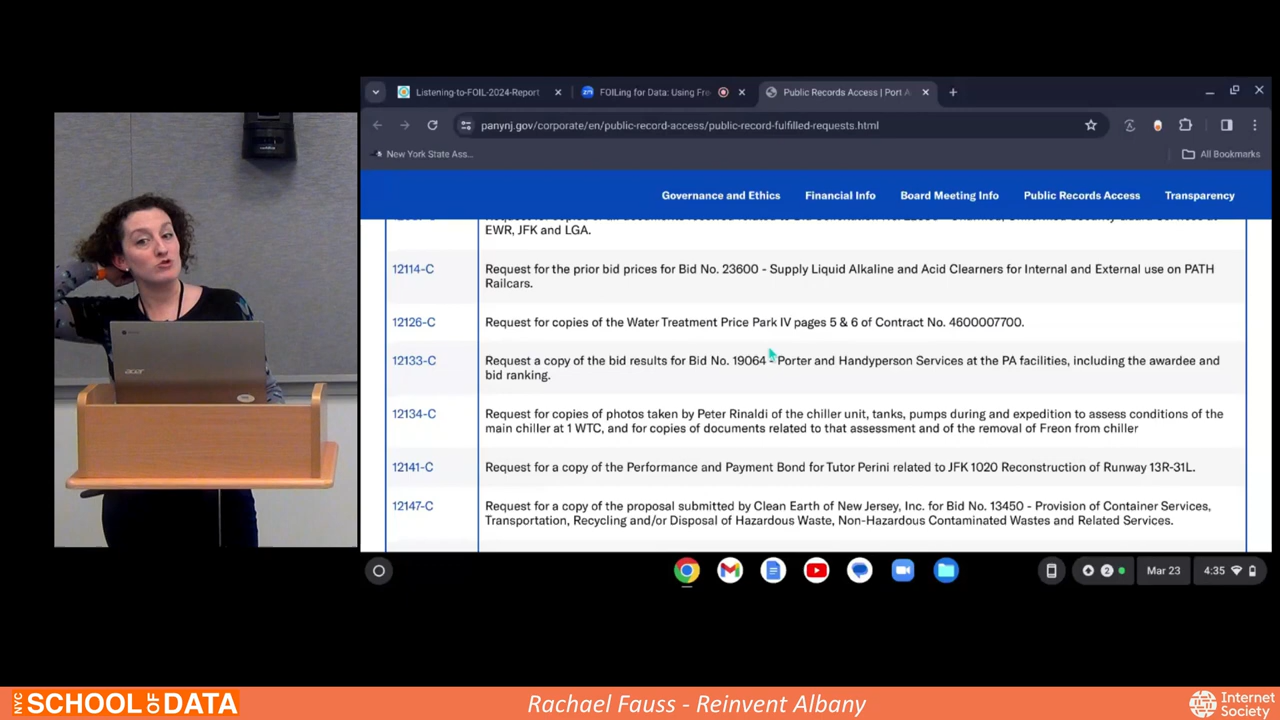 Listening-to-FOIL-2024-Report
FOILing for Data: Using Fre
Public Records Access | Port A
panynj.gov/corporate/en/public-record-access/public-record-fulfilled-requests.html
New York State Ass...
All Bookmarks
Governance and Ethics
Financial Info
Board Meeting Info
Public Records Access
Transparency
EWR, JFK and LGA.
12114-C
Request for the prior bid prices for Bid No. 23600 - Supply Liquid Alkaline and Acid Clearners for Internal and External use on PATH
Railcars.
12126-C
Request for copies of the Water Treatment Price Park IV pages 5 & 6 of Contract No. 4600007700.
12133-C
Request a copy of the bid results for Bid No. 19064 - Porter and Handyperson Services at the PA facilities, including the awardee and
bid ranking.
12134-C
Request for copies of photos taken by Peter Rinaldi of the chiller unit, tanks, pumps during and expedition to assess conditions of the
main chiller at 1 WTC, and for copies of documents related to that assessment and of the removal of Freon from chiller
12141-C
Request for a copy of the Performance and Payment Bond for Tutor Perini related to JFK 1020 Reconstruction of Runway 13R-31L.
12147-C
Request for a copy of the proposal submitted by Clean Earth of New Jersey, Inc. for Bid No. 13450 - Provision of Container Services,
Transportation, Recycling and/or Disposal of Hazardous Waste, Non-Hazardous Contaminated Wastes and Related Services.
acer
2
Mar 23
4:35
NYC SCHOOL OF DATA
Rachael Fauss - Reinvent Albany
Internet
Society